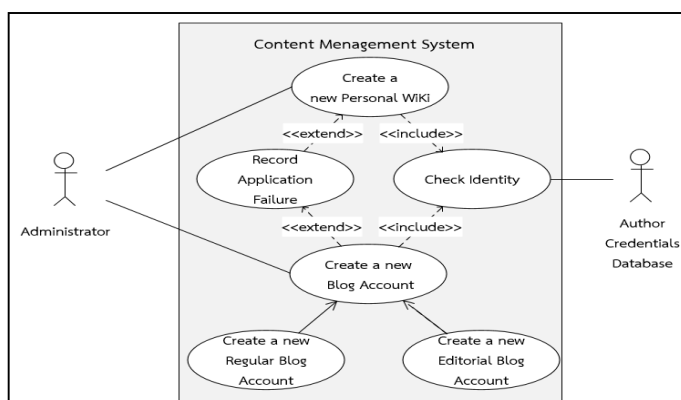 Content Menagement System
Create a
new Personal WiKi
<<extend>>
<<include>>
Record
Application
Failure
Check Identity
Administrator
Author
Credentials
Database
<<extend>>
<<include>>
Create a new
Blog Account
Create a new
Regular Blog
Account
Create a new
Editorial Blog
Account